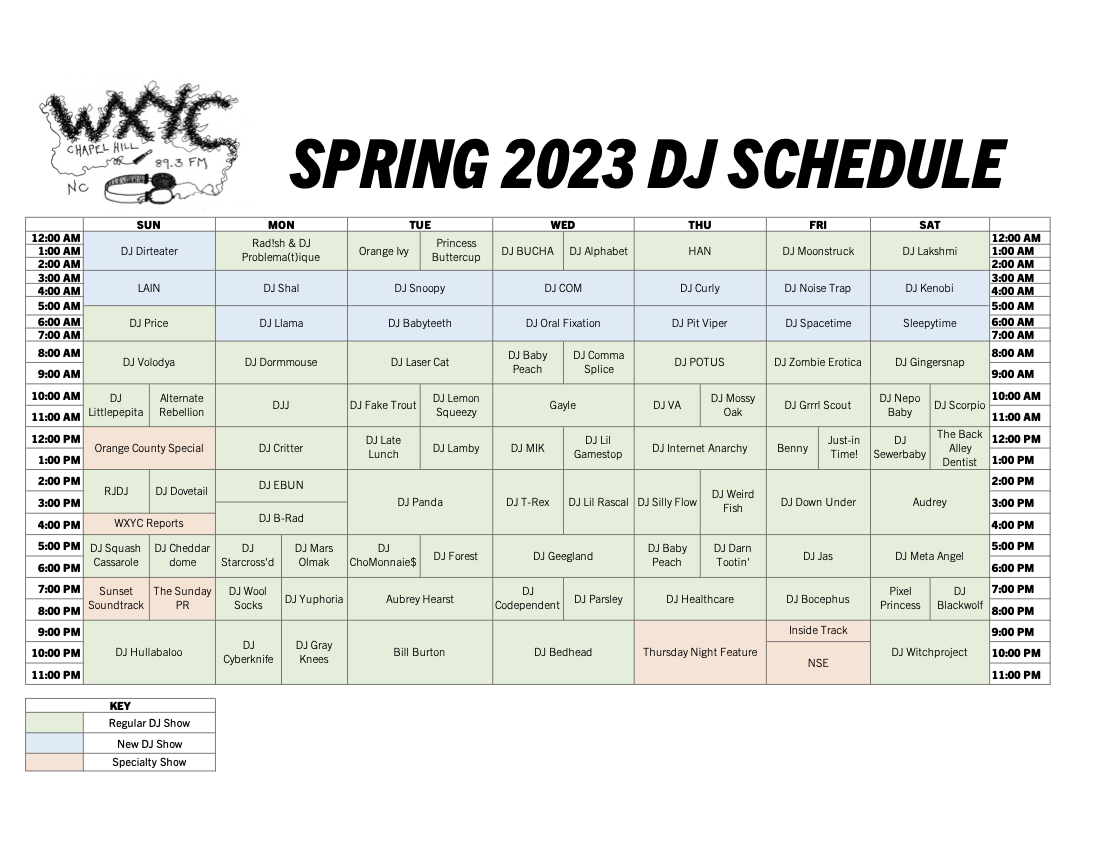 WXYC
CHAPEL HILL
89.3 FM
NC
SPRING 2023 DJ SCHEDULE
SUN MON TUE WED THU FRI SAT
12:00 AM 12:00 AM
1:00 AM DJ Dirteater Rad!sh & DJ Problema(t)ique Orange Ivy Princess Buttercup DJ BUCHA DJ Alphabet HAN DJ Moonstruck DJ Lakshmi 1:00 AM
2:00 AM 2:00 AM
3:00 AM 3:00 AM
4:00 AM LAIN DJ Shal DJ Snoopy DJ COM DJ Curly DJ Noise Trap DJ Kenobi 4:00 AM
5:00 AM 5:00 AM
6:00 AM DJ Price DJ Llama DJ Babyteeth DJ Oral Fixation DJ Pit Viper DJ Spacetime Sleepytime 6:00 AM
7:00 AM 7:00 AM
8:00 AM DJ Volodya DJ Dormmouse DJ Laser Cat DJ Baby Peach DJ Comma Splice DJ POTUS DJ Zombie Erotica DJ Gingersnap 8:00 AM
9:00 AM 9:00 AM
10:00 AM DJ Littlepepita Alternate Rebellion DJJ DJ Fake Trout DJ Lemon Squeezy Gayle DJ VA DJ Mossy Oak DJ Grrrl Scout DJ Nepo Baby DJ Scorpio 10:00 AM
11:00 AM 11:00 AM
12:00 PM Orange County Special DJ Critter DJ Late Lunch DJ Lamby DJ MIK DJ Lil Gamestop DJ Internet Anarchy Benny Just-in Time! DJ Sewerbaby The Back Alley Dentist 12:00 PM
1:00 PM 1:00 PM
2:00 PM RJDJ DJ Dovetail DJ EBUN 2:00 PM
3:00 PM DJ Panda DJ T-Rex DJ Lil Rascal DJ Silly Flow DJ Weird Fish DJ Down Under Audrey 3:00 PM
4:00 PM WXYC Reports DJ B-Rad 4:00 PM
5:00 PM DJ Squash Cassarole DJ Cheddar dome DJ Starcross'd DJ Mars Olmak DJ ChoMonnaie$ DJ Forest DJ Geegland DJ Baby Peach DJ Darn Tootin' DJ Jas DJ Meta Angel 5:00 PM
6:00 PM 6:00 PM
7:00 PM Sunset Soundtrack The Sunday PR DJ Wool Socks DJ Yuphoria Aubrey Hearst DJ Codependent DJ Parsley DJ Healthcare DJ Bocephus Pixel Princess DJ Blackwolf 7:00 PM
8:00 PM 8:00 PM
9:00 PM Inside Track 9:00 PM
10:00 PM DJ Hullabaloo DJ Cyberknife DJ Gray Knees Bill Burton DJ Bedhead Thursday Night Feature NSE DJ Witchproject 10:00 PM
11:00 PM 11:00 PM
KEY
Regular DJ Show
New DJ Show
Specialty Show